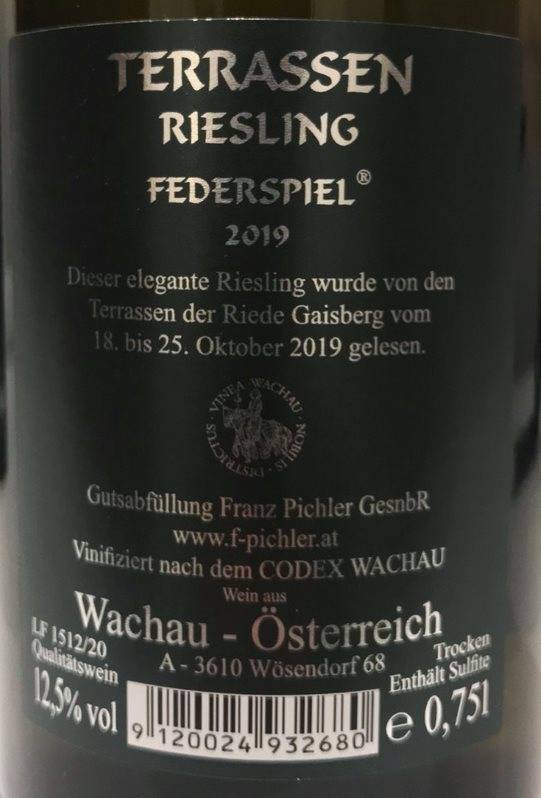 TERRASSEN
RIESLING
FEDERSPIEL®
2019
Dieser elegante Riesling wurde von den
Terrassen der Riede Gaisberg vom
18. bis 25. Oktober 2019 gelesen.
VINEA WACHAU · NOBILIS · DISTRICTUS ·
Gutsabfüllung Franz Pichler GesnbR
www.f-pichler.at
Vinifiziert nach dem CODEX WACHAU
Wein aus
Wachau - Österreich
A - 3610 Wösendorf 68
LF 1512/20
Qualitätswein
12,5% vol
Trocken
Enthält Sulfite
e 0,75l
9 120024 932680